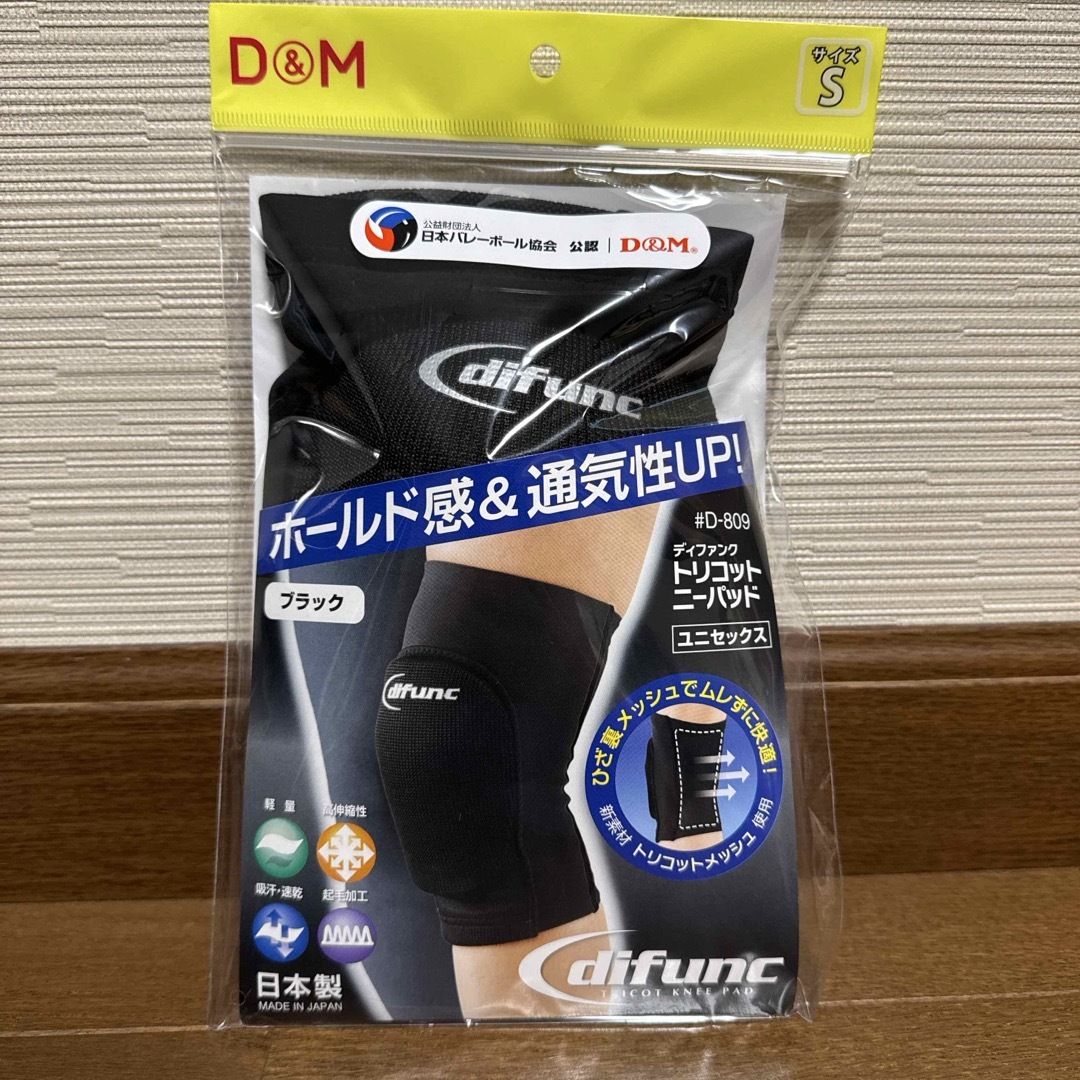 D&M
サイズ
S
公益財団法人
日本バレーボール協会 公認 | D&M®
difunc
ホールド感&通気性UP!
#D-809
ディファンク
トリコット
ニーパッド
ユニセックス
ブラック
difunc
ひざ裏メッシュでムレずに快適!
新素材 トリコットメッシュ 使用
軽量
高伸縮性
吸汗・速乾
起毛加工
日本製
MADE IN JAPAN
difunc
TRICOT KNEE PAD